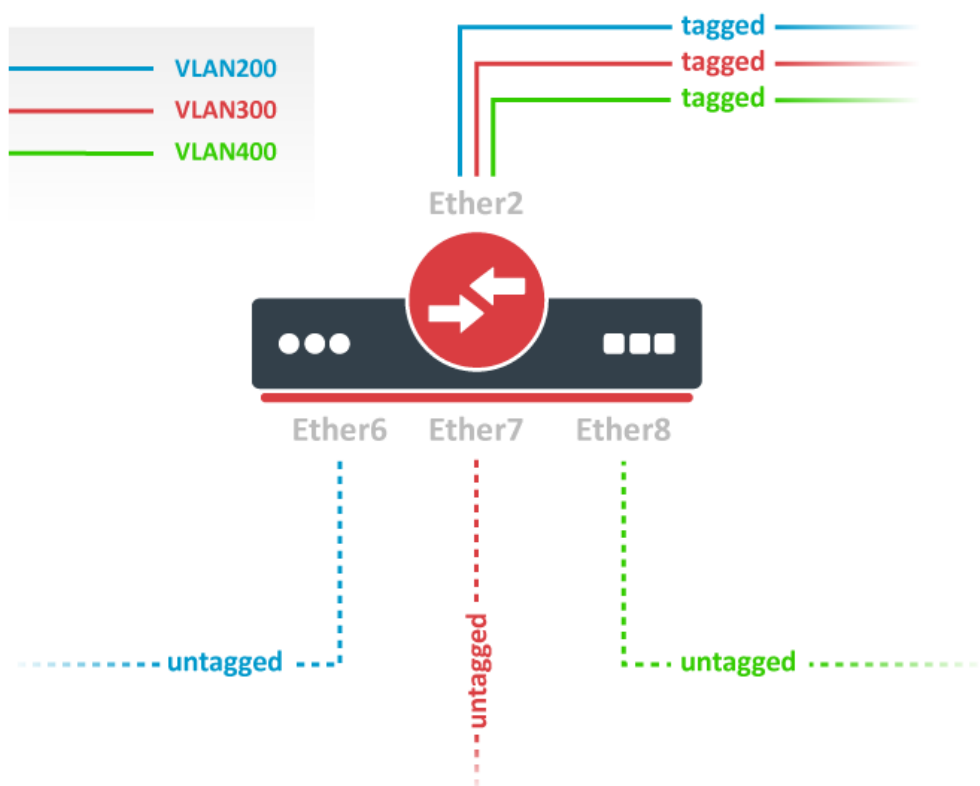 VLAN200
VLAN300
VLAN400
tagged
tagged
tagged
Ether2
Ether6 Ether7 Ether8
untagged
untagged
untagged